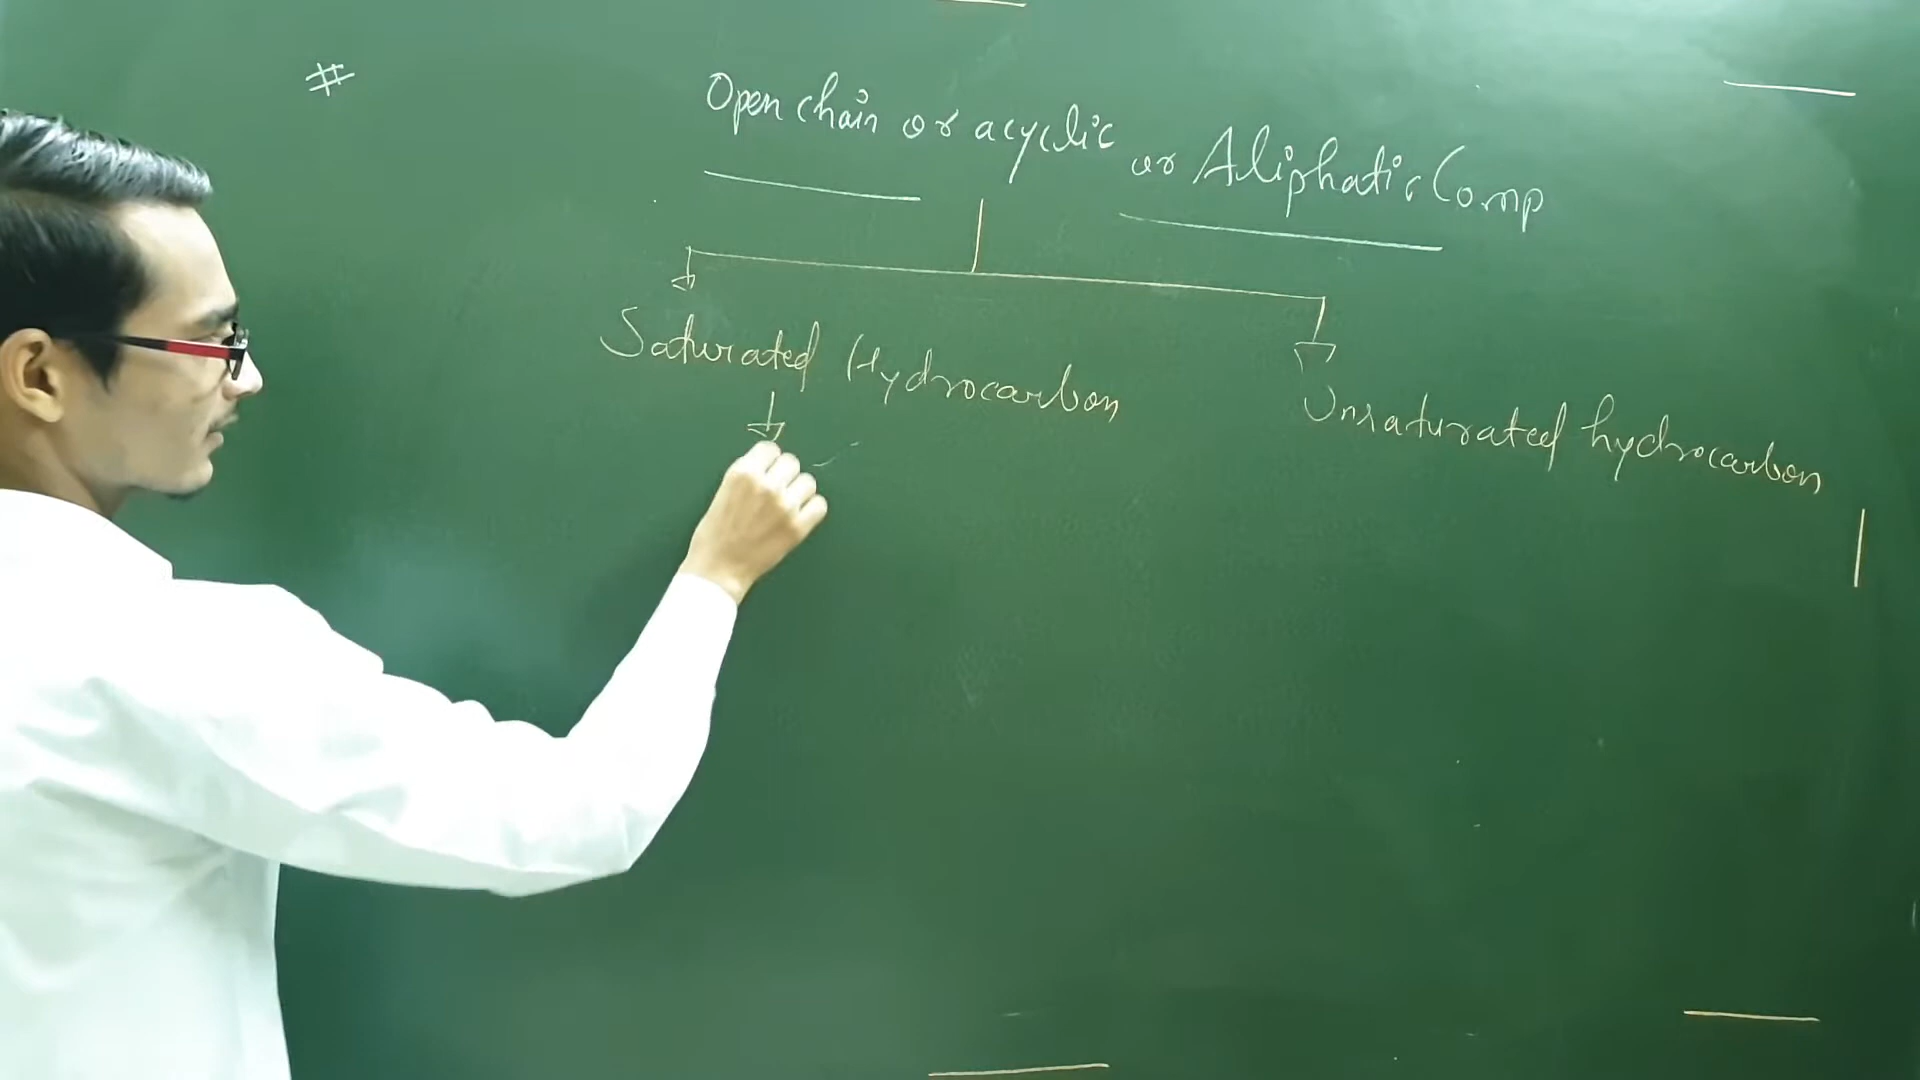 #
Open chain or acyclic or Aliphatic Comp
Saturated Hydrocarbon
Unsaturated hydrocarbon